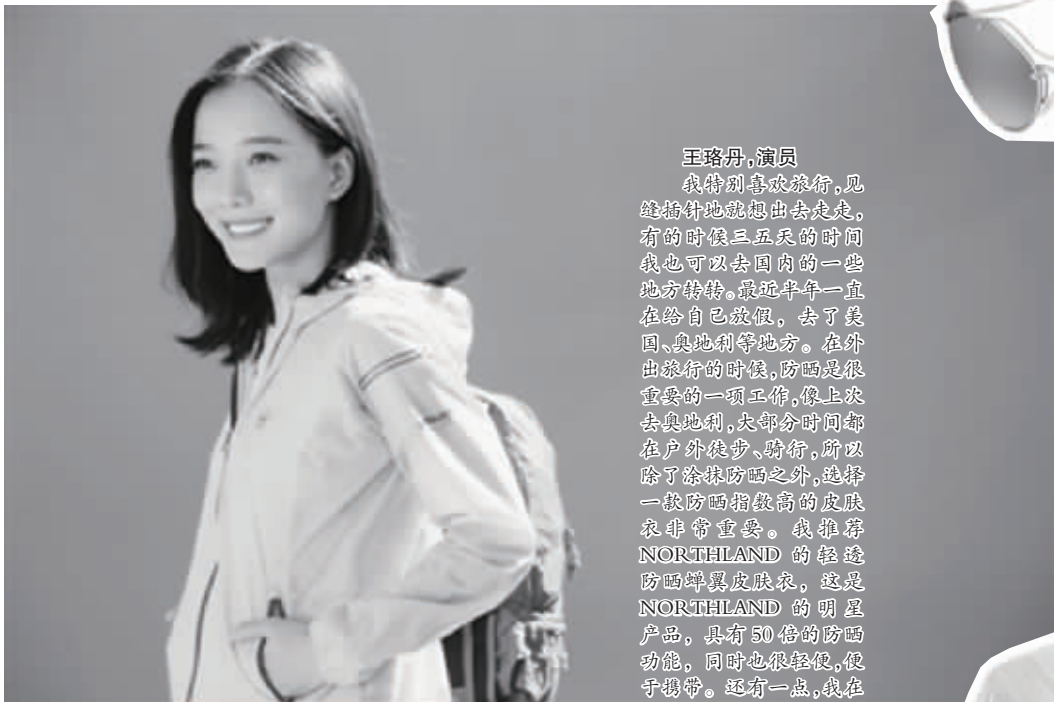 王珞丹,演员
我特别喜欢旅行,见
缝插针地就想出去走走,
有的时候三五天的时间
我也可以去国内的一些
地方转转。最近半年一直
在给自己放假，去了美
国、奥地利等地方。在外
出旅行的时候,防晒是很
重要的一项工作,像上次
去奥地利,大部分时间都
在户外徒步、骑行,所以
除了涂抹防晒之外,选择
一款防晒指数高的皮肤
衣非常重要。我推荐
NORTHLAND 的轻透
防晒蝉翼皮肤衣，这是
NORTHLAND 的明星
产品，具有 50 倍的防晒
功能，同时也很轻便,便
于携带。还有一点,我在